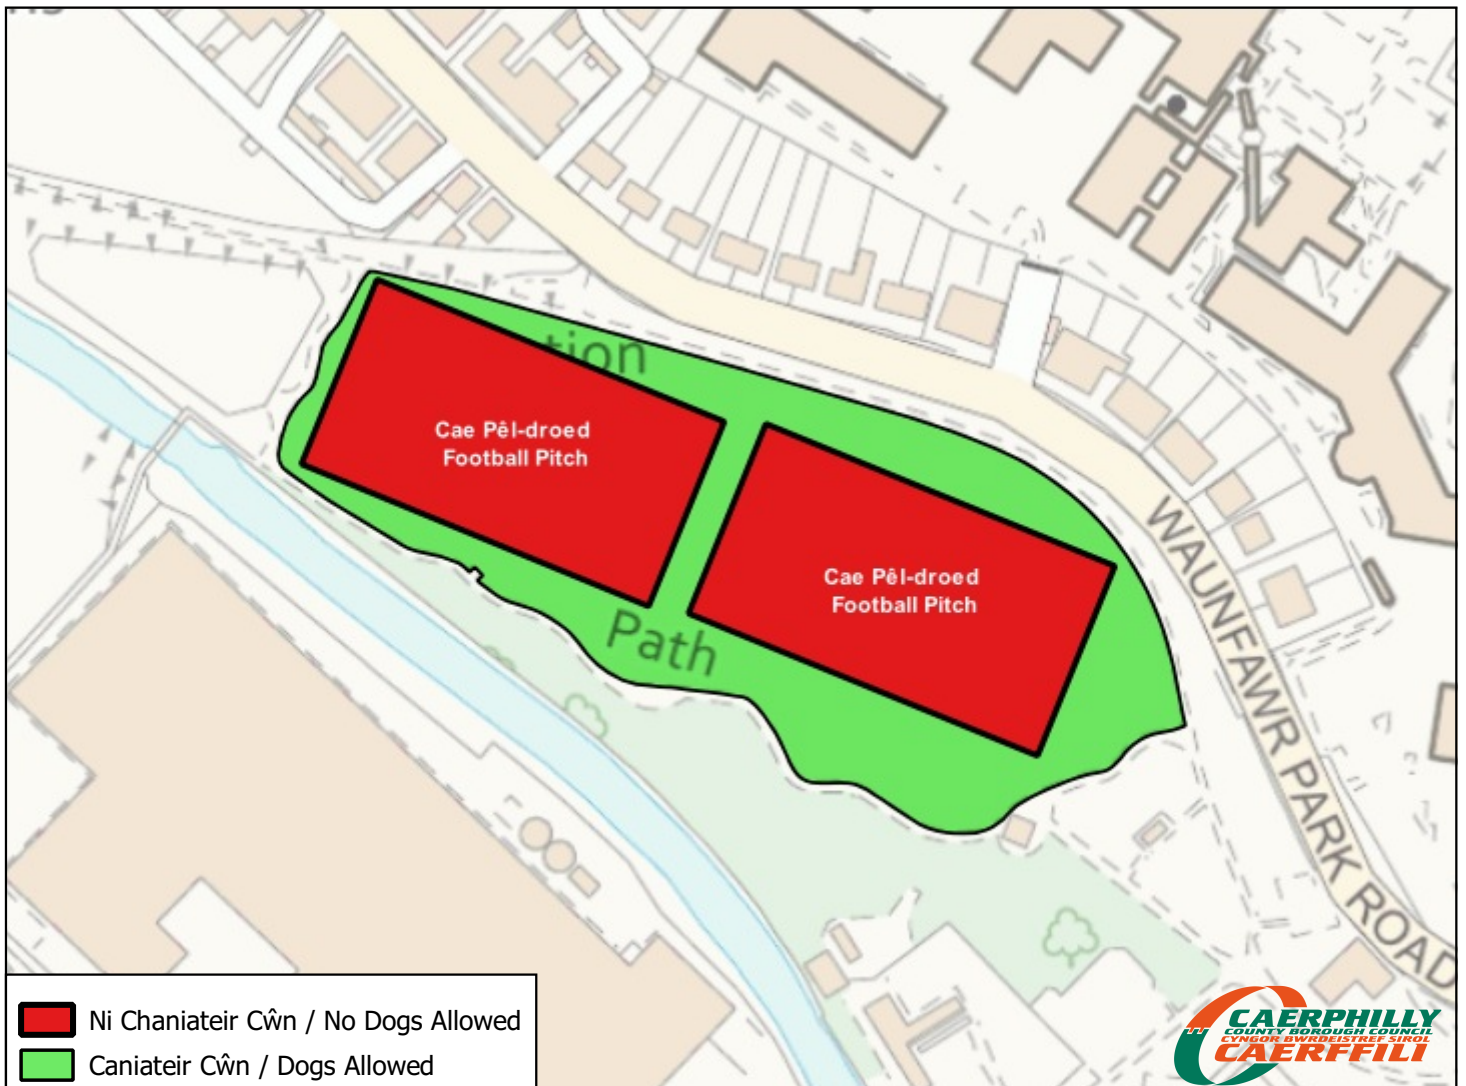 tion
Cae Pêl-droed
Football Pitch
Cae Pêl-droed
Football Pitch
Path
WAUNFAWR PARK ROAD
Ni Chaniateir Cŵn / No Dogs Allowed
Caniateir Cŵn / Dogs Allowed
CAERPHILLY
COUNTY BOROUGH COUNCIL
CYNGOR BWRDEISTREF SIROL
CAERFFILI